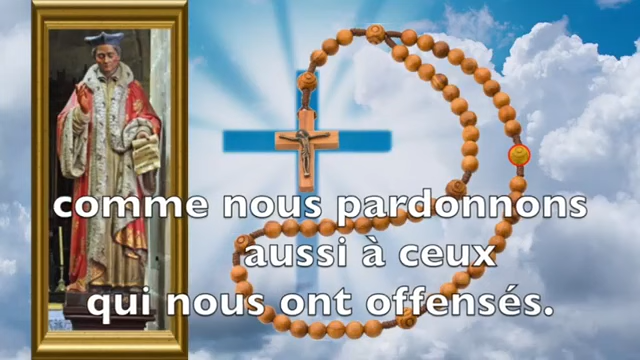 comme nous pardonnons
aussi à ceux
qui nous ont offensés.